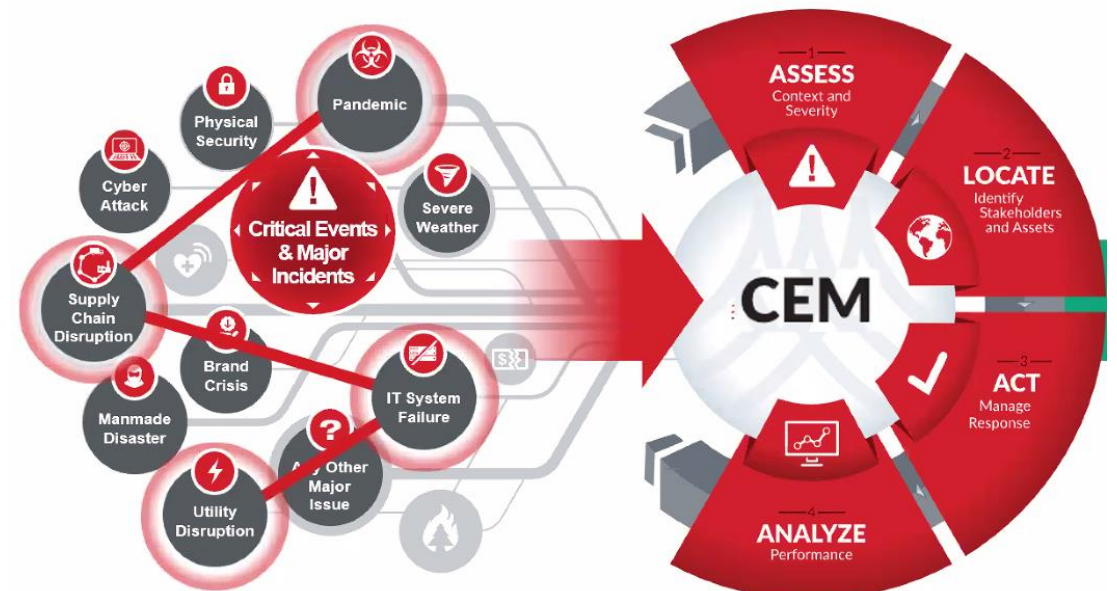 Pandemic
Physical
Security
Cyber
Attack
Severe
Weather
Critical Events
& Major
Incidents
Supply
Chain
Disruption
Brand
Crisis
IT System
Failure
Manmade
Disaster
?
Any Other
Major
Issue
Utility
Disruption
$
CEM
1
ASSESS
Context and
Severity
2
LOCATE
Identify
Stakeholders
and Assets
3
ACT
Manage
Response
4
ANALYZE
Performance